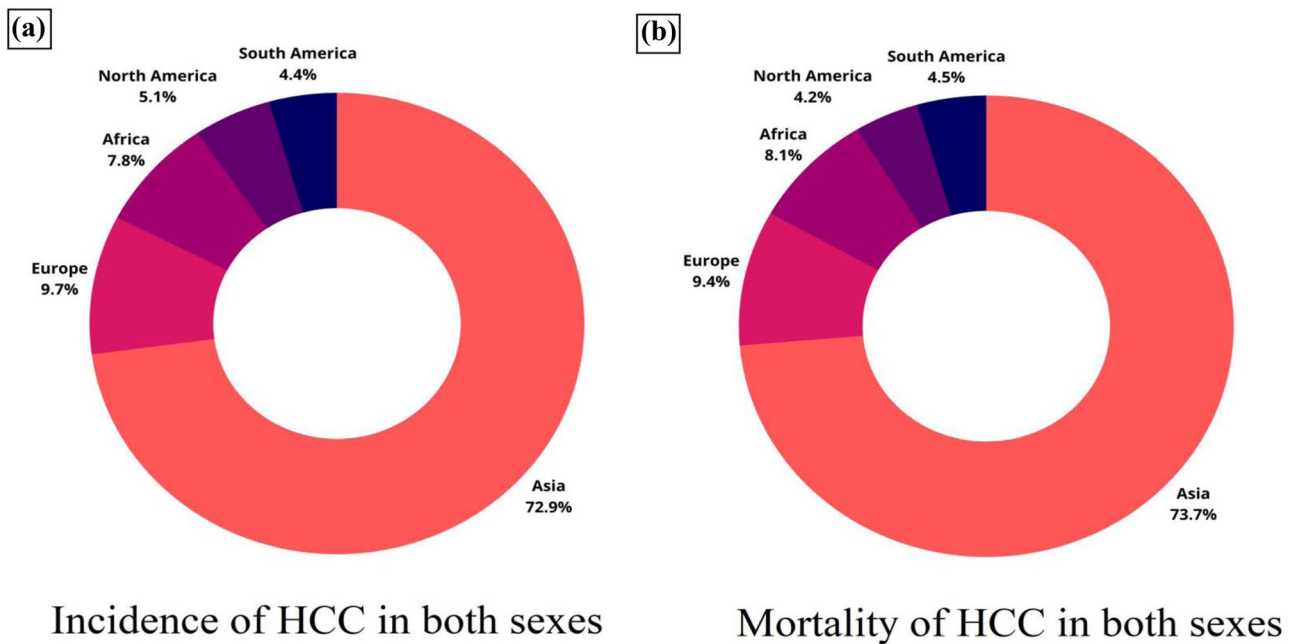 (a)
South America
4.4%
North America
5.1%
Africa
7.8%
Europe
9.7%
Asia
72.9%
Incidence of HCC in both sexes
(b)
South America
4.5%
North America
4.2%
Africa
8.1%
Europe
9.4%
Asia
73.7%
Mortality of HCC in both sexes